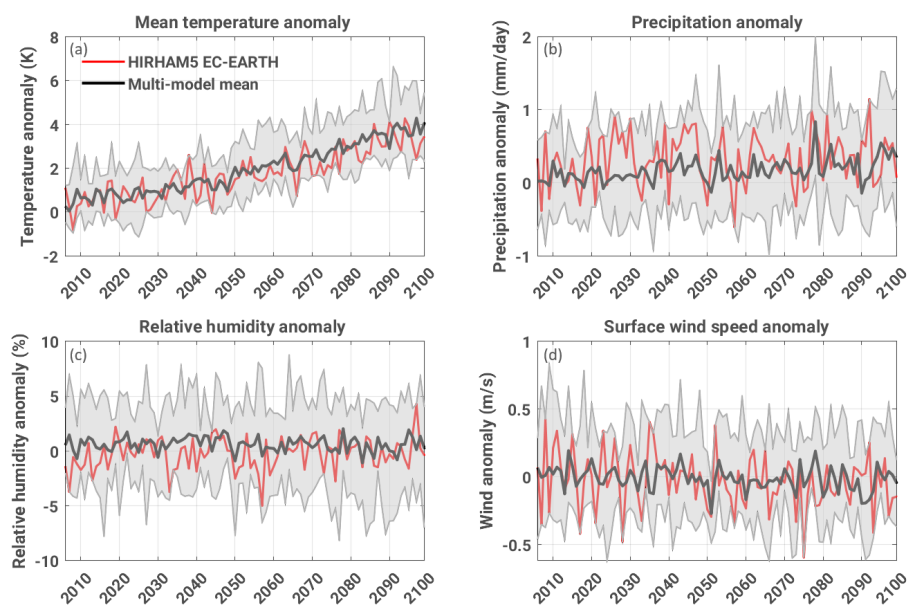 Mean temperature anomaly
(a)
HIRHAM5 EC-EARTH
Multi-model mean
Temperature anomaly (K)
8
6
4
2
0
-2
2010 2020 2030 2040 2050 2060 2070 2080 2090 2100
Precipitation anomaly
(b)
Precipitation anomaly (mm/day)
2
1
0
-1
2010 2020 2030 2040 2050 2060 2070 2080 2090 2100
Relative humidity anomaly
(c)
Relative humidity anomaly (%)
10
5
0
-5
-10
2010 2020 2030 2040 2050 2060 2070 2080 2090 2100
Surface wind speed anomaly
(d)
Wind anomaly (m/s)
1
0.5
0
-0.5
2010 2020 2030 2040 2050 2060 2070 2080 2090 2100